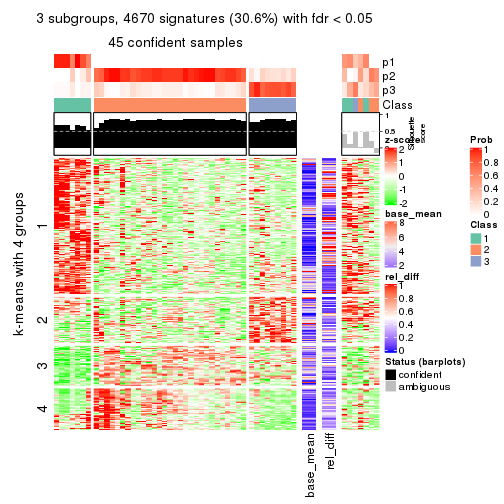 3 subgroups, 4670 signatures (30.6%) with fdr < 0.05
45 confident samples
p1
p2
p3
Class
1
0.5
0
Silhouette
score
k-means with 4 groups
1
2
3
4
base_mean
rel_diff
z-score
2
1
0
-1
-2
base_mean
8
6
4
2
rel_diff
1
0.8
0.6
0.4
0.2
0
Status (barplots)
confident
ambiguous
Prob
1
0.8
0.6
0.4
0.2
0
Class
1
2
3